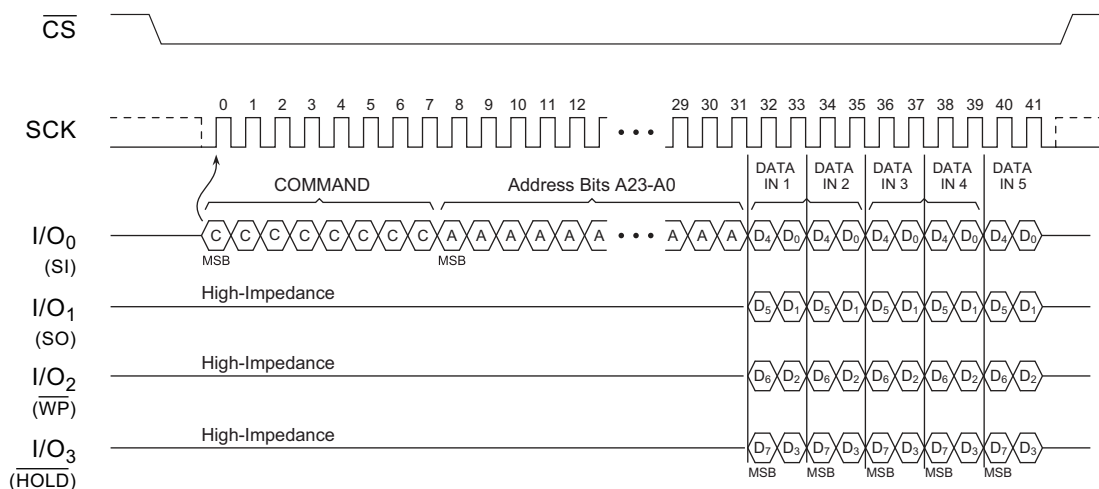 CS
0 1 2 3 4 5 6 7 8 9 10 11 12 29 30 31 32 33 34 35 36 37 38 39 40 41
SCK
COMMAND
Address Bits A23-A0
DATA IN 1
DATA IN 2
DATA IN 3
DATA IN 4
DATA IN 5
I/O0
(SI)
C C C C C C C C A A A A A A A A A D4 D0 D4 D0 D4 D0 D4 D0 D4 D0
MSB MSB
I/O1
(SO)
High-Impedance
D5 D1 D5 D1 D5 D1 D5 D1 D5 D1
I/O2
(WP)
High-Impedance
D6 D2 D6 D2 D6 D2 D6 D2 D6 D2
I/O3
(HOLD)
High-Impedance
D7 D3 D7 D3 D7 D3 D7 D3 D7 D3
MSB MSB MSB MSB MSB